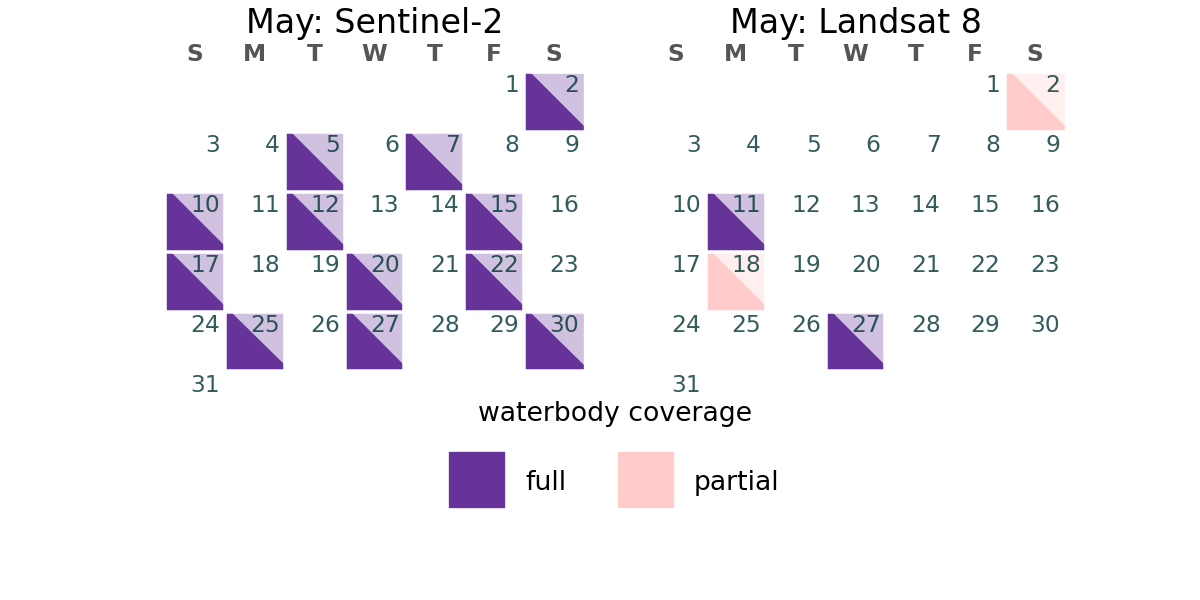 May: Sentinel-2
S M T W T F S
1 2
3 4 5 6 7 8 9
10 11 12 13 14 15 16
17 18 19 20 21 22 23
24 25 26 27 28 29 30
31
May: Landsat 8
S M T W T F S
1 2
3 4 5 6 7 8 9
10 11 12 13 14 15 16
17 18 19 20 21 22 23
24 25 26 27 28 29 30
31
waterbody coverage
full
partial